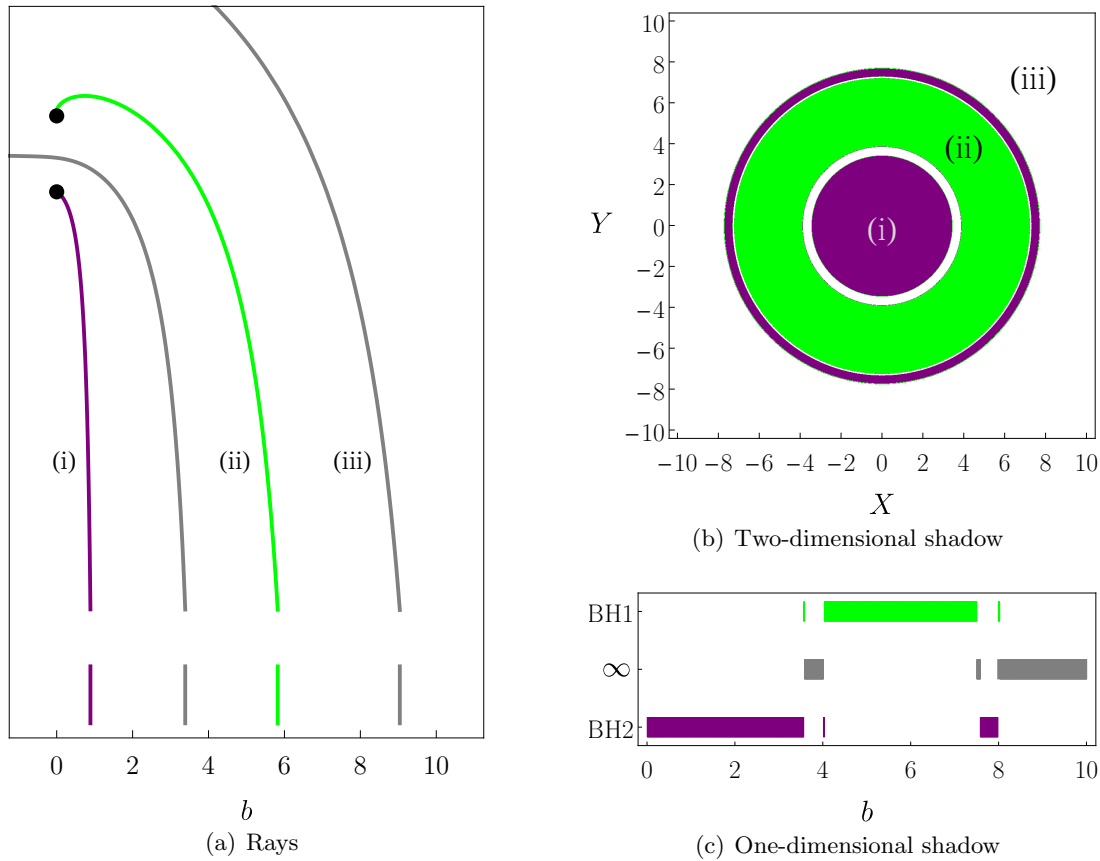 (i)
(ii)
(iii)
0 2 4 6 8 10
b
(a) Rays
10
8
6
4
2
0
−2
−4
−6
−8
−10
Y
(iii)
(ii)
(i)
−10 −8 −6 −4 −2 0 2 4 6 8 10
X
(b) Two-dimensional shadow
BH1
∞
BH2
0 2 4 6 8 10
b
(c) One-dimensional shadow